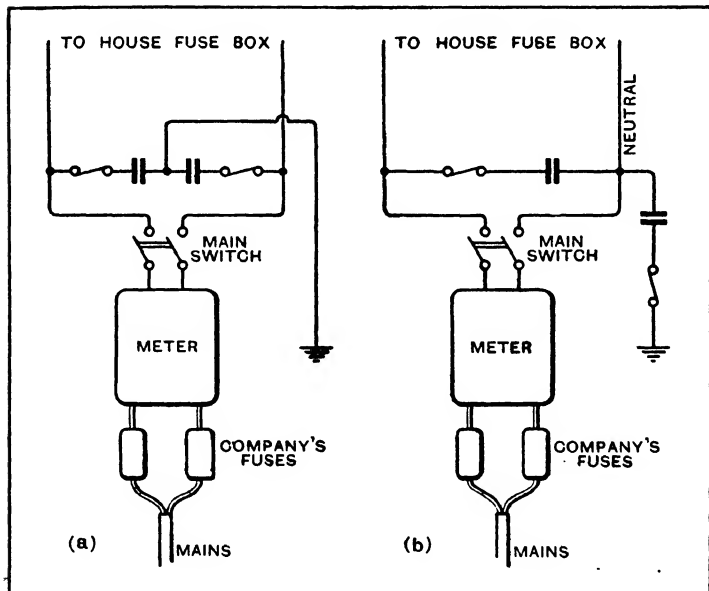 TO HOUSE FUSE BOX
MAIN
SWITCH
METER
COMPANY'S
FUSES
(a)
MAINS
TO HOUSE FUSE BOX
NEUTRAL
MAIN
SWITCH
METER
COMPANY'S
FUSES
(b)
MAINS